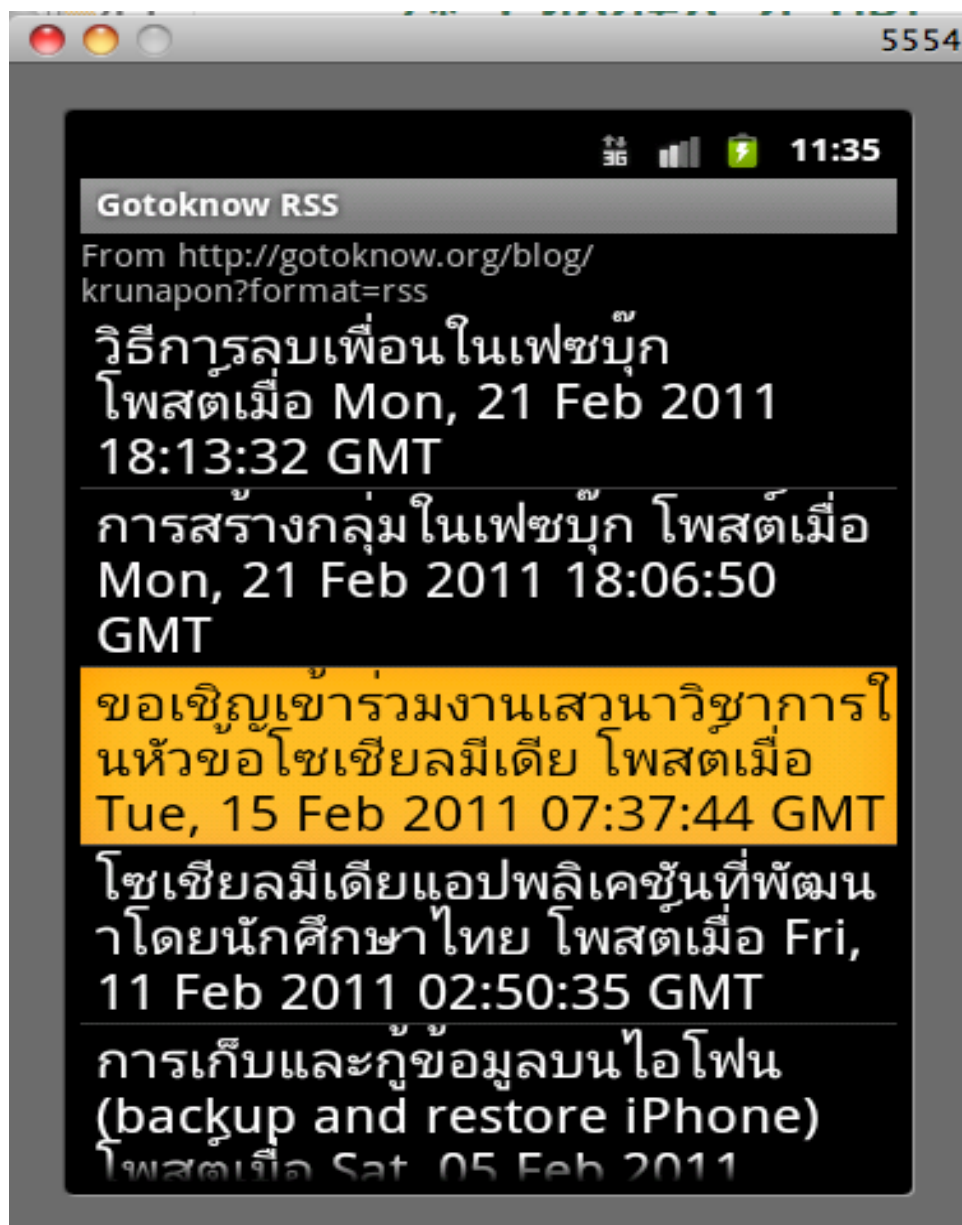 5554
3G
11:35
Gotoknow RSS
From http://gotoknow.org/blog/
krunapon?format=rss
วิธีการลบเพื่อนในเฟซบุ๊ก
โพสต์เมื่อ Mon, 21 Feb 2011
18:13:32 GMT
การสร้างกลุ่มในเฟซบุ๊ก โพสต์เมื่อ
Mon, 21 Feb 2011 18:06:50
GMT
ขอเชิญเข้าร่วมงานเสวนาวิชาการใ
นหัวข้อโซเชียลมีเดีย โพสต์เมื่อ
Tue, 15 Feb 2011 07:37:44 GMT
โซเชียลมีเดียแอปพลิเคชันที่พัฒน
าโดยนักศึกษาไทย โพสต์เมื่อ Fri,
11 Feb 2011 02:50:35 GMT
การเก็บและกู้ข้อมูลบนไอโฟน
(backup and restore iPhone)
โพสต์เมื่อ Sat, 05 Feb 2011